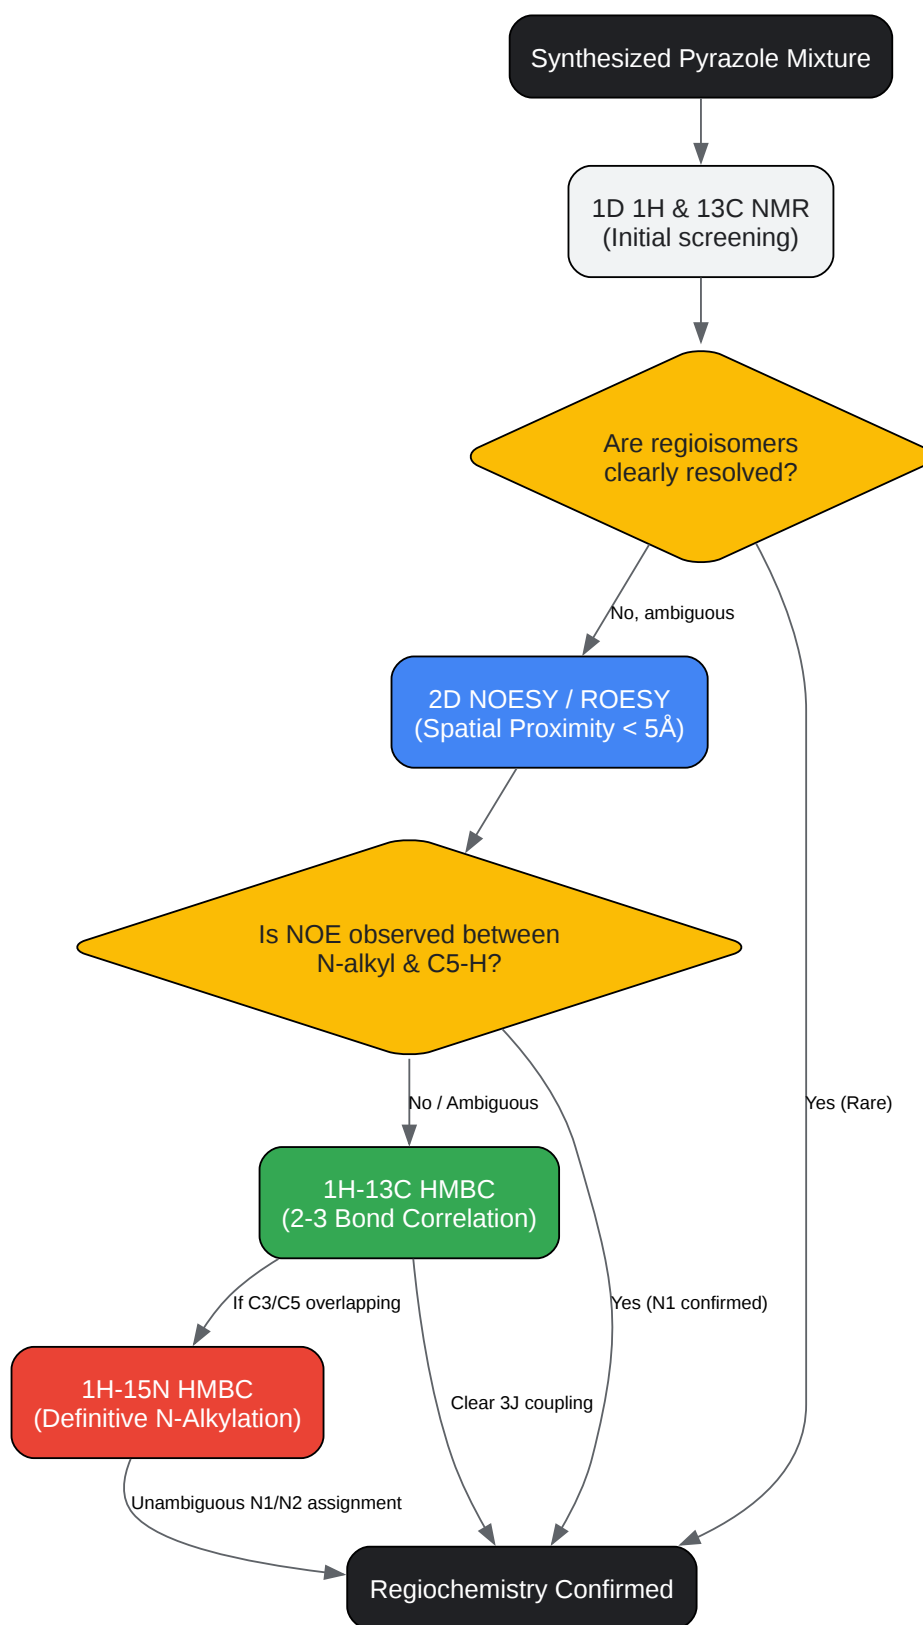 Synthesized Pyrazole Mixture
1D 1H & 13C NMR
(Initial screening)
Are regioisomers
clearly resolved?
No, ambiguous
2D NOESY / ROESY
(Spatial Proximity < 5Å)
Is NOE observed between
N-alkyl & C5-H?
No / Ambiguous
Yes (Rare)
1H-13C HMBC
(2-3 Bond Correlation)
If C3/C5 overlapping
Yes (N1 confirmed)
1H-15N HMBC
(Definitive N-Alkylation)
Clear 3J coupling
Unambiguous N1/N2 assignment
Regiochemistry Confirmed